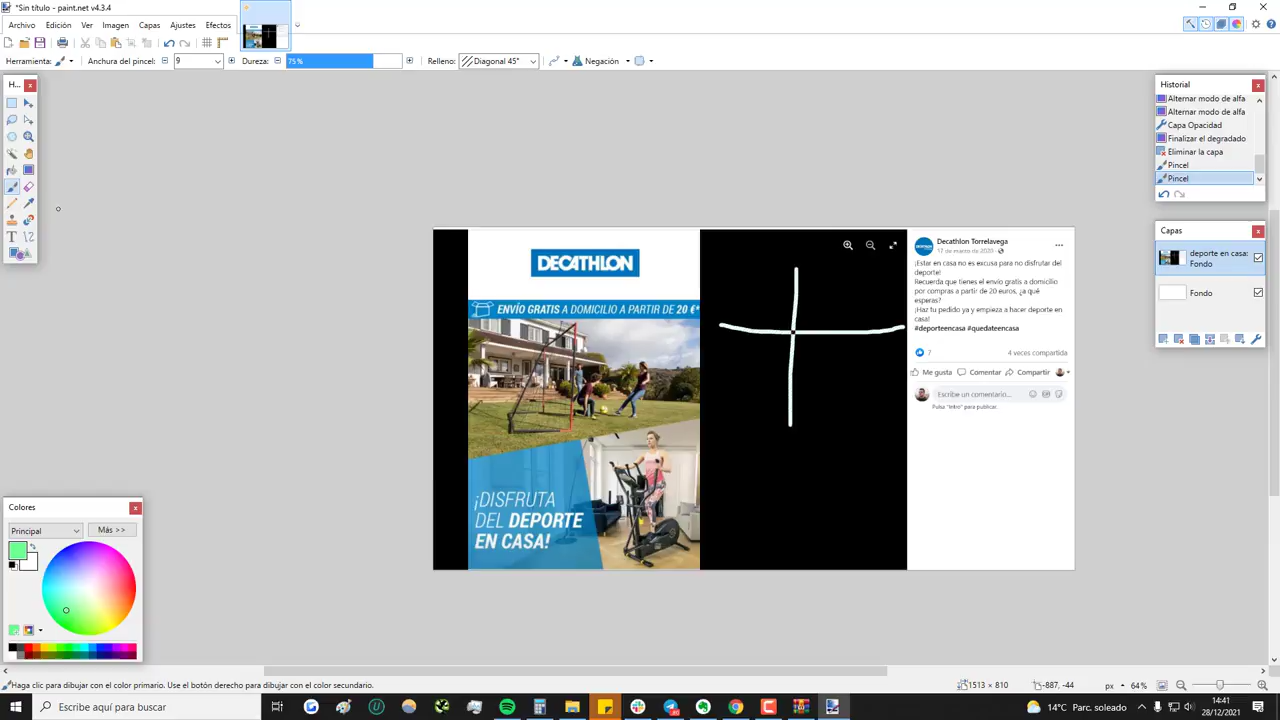 *Sin título - paint.net v4.3.4
Archivo Edición Ver Imagen Capas Ajustes Efectos
Herramienta: Anchura del pincel: 9 Dureza: 75% Relleno: Diagonal 45° Negación
H...
Historial
Alternar modo de alfa
Alternar modo de alfa
Capa Opacidad
Finalizar el degradado
Eliminar la capa
Pincel
Pincel
Capas
deporte en casa:
Fondo
Fondo
DECATHLON
ENVÍO GRATIS A DOMICILIO A PARTIR DE 20 €*
¡DISFRUTA
DEL DEPORTE
EN CASA!
Decathlon Torrelavega
17 de marzo de 2020
¡Estar en casa no es excusa para no disfrutar del
deporte!
Recuerda que tienes el envío gratis a domicilio
por compras a partir de 20 euros, ¿a qué
esperas?
¡Haz tu pedido ya y empieza a hacer deporte en
casa!
#deporteencasa #quedateencasa
7 4 veces compartida
Me gusta Comentar Compartir
Escribe un comentario...
Pulsa "Intro" para publicar.
Colores
Principal Más >>
Haga clic para dibujar con el color primario. Use el botón derecho para dibujar con el color secundario.
1513 × 810 -887, -44 px 64%
Escribe aquí para buscar
14°C Parc. soleado
14:41
28/12/2021